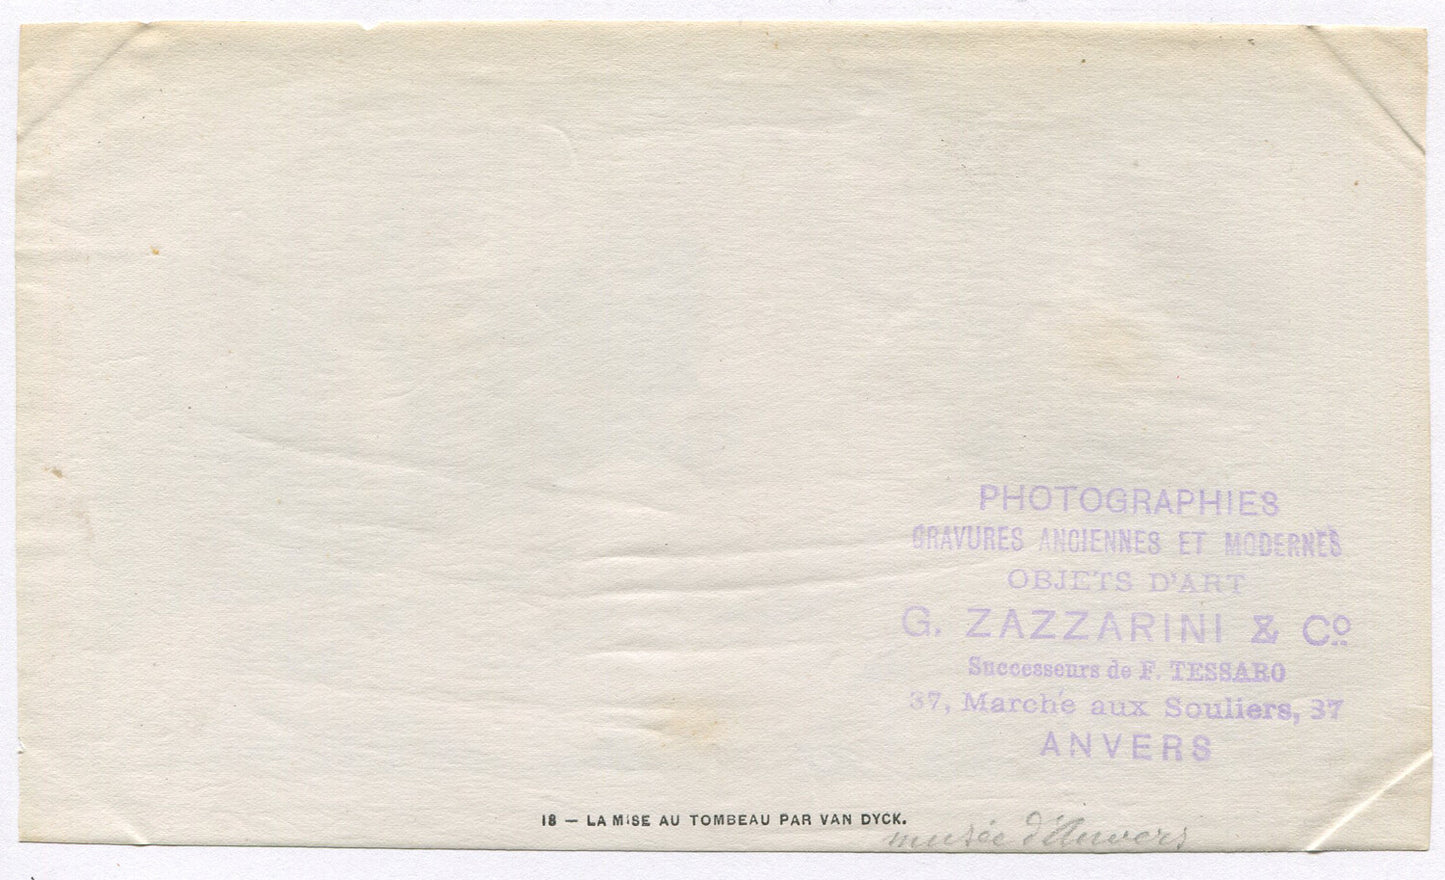 PHOTOGRAPHIES
GRAVURES ANCIENNES ET MODERNES
OBJETS D'ART
G. ZAZZARINI & Cº
Successeurs de F. TESSARO
37, Marché aux Souliers, 37
ANVERS
18 — LA MISE AU TOMBEAU PAR VAN DYCK.
musée d'Anvers